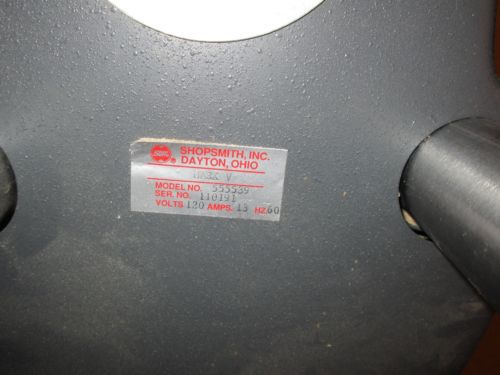 SHOPSMITH, INC.
DAYTON, OHIO
MARK V
MODEL NO. 555539
SER. NO. 110191
VOLTS 120 AMPS. 13 HZ. 60